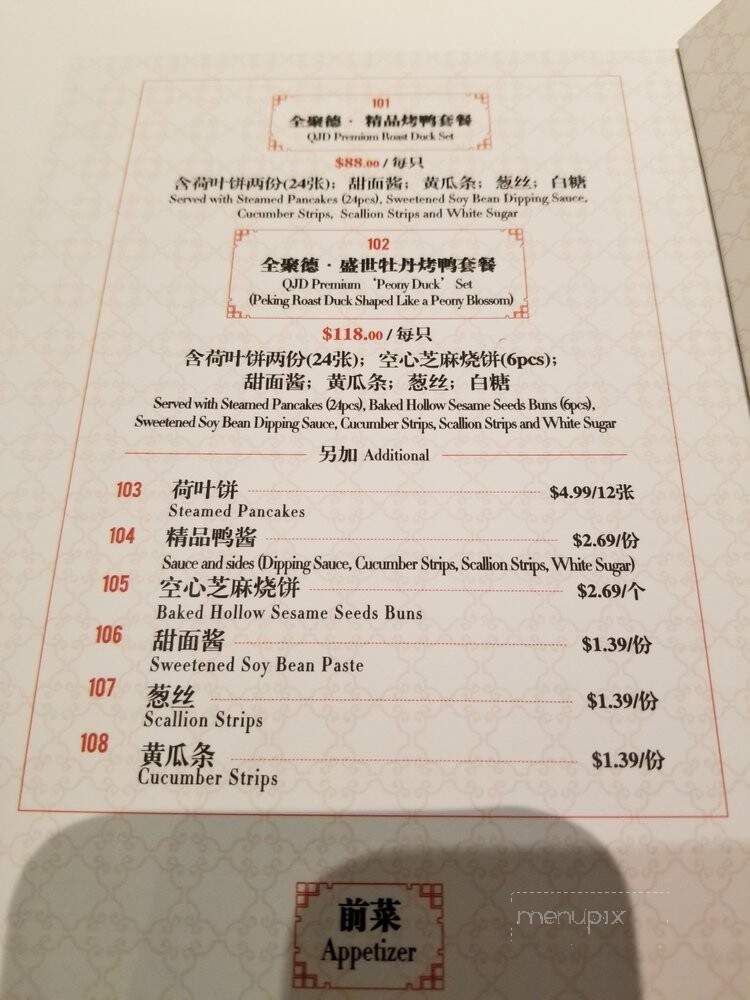 101
全聚德 · 精品烤鸭套餐
QJD Premium Roast Duck Set
$88.00 / 每只
含荷叶饼两份(24张)；甜面酱；黄瓜条；葱丝；白糖
Served with Steamed Pancakes (24pcs), Sweetened Soy Bean Dipping Sauce,
Cucumber Strips, Scallion Strips and White Sugar
102
全聚德 · 盛世牡丹烤鸭套餐
QJD Premium ‘Peony Duck’ Set
(Peking Roast Duck Shaped Like a Peony Blossom)
$118.00 / 每只
含荷叶饼两份(24张)；空心芝麻烧饼(6pcs)；
甜面酱；黄瓜条；葱丝；白糖
Served with Steamed Pancakes (24pcs), Baked Hollow Sesame Seeds Buns (6pcs),
Sweetened Soy Bean Dipping Sauce, Cucumber Strips, Scallion Strips and White Sugar
另加 Additional
103 荷叶饼 $4.99/12张
Steamed Pancakes
104 精品鸭酱 $2.69/份
Sauce and sides (Dipping Sauce, Cucumber Strips, Scallion Strips, White Sugar)
105 空心芝麻烧饼 $2.69/个
Baked Hollow Sesame Seeds Buns
106 甜面酱 $1.39/份
Sweetened Soy Bean Paste
107 葱丝 $1.39/份
Scallion Strips
108 黄瓜条 $1.39/份
Cucumber Strips
前菜
Appetizer
menupix